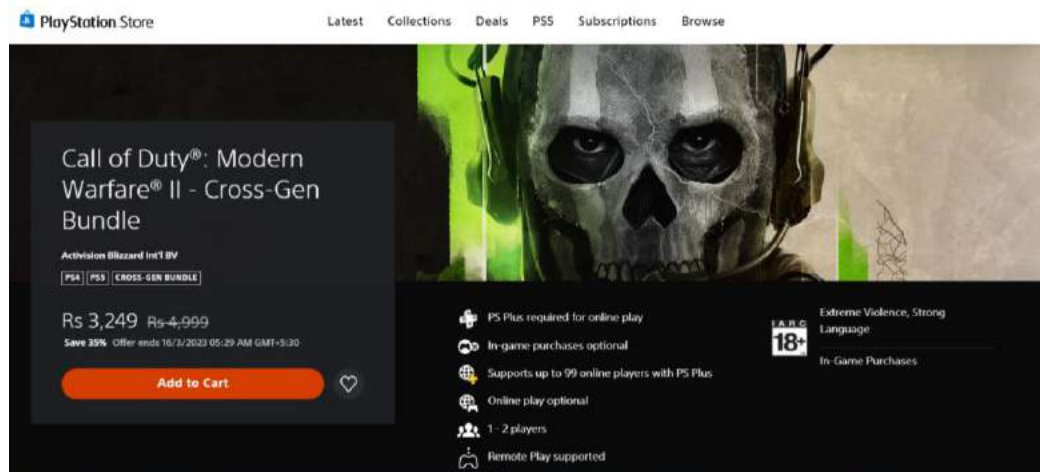 PlayStation Store
Latest Collections Deals PS5 Subscriptions Browse
Call of Duty®: Modern
Warfare® II - Cross-Gen
Bundle
Activision Blizzard Int'l BV
PS4 PS5 CROSS-GEN BUNDLE
Rs 3,249 Rs 4,999
Save 35% Offer ends 16/3/2023 05:29 AM GMT+5:30
Add to Cart
PS Plus required for online play
In-game purchases optional
Supports up to 99 online players with PS Plus
Online play optional
1 - 2 players
Remote Play supported
IARC
18+
Extreme Violence, Strong
Language
In-Game Purchases